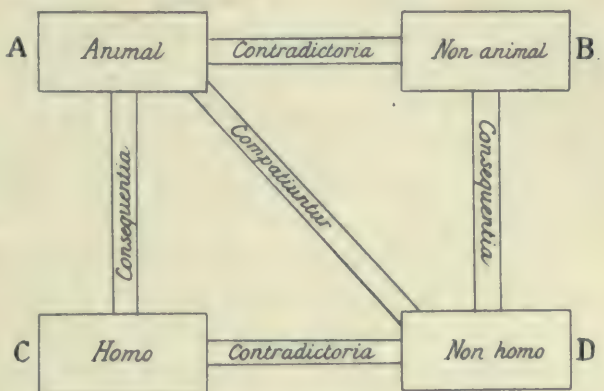 A Animal Contradictoria Non animal B
Consequentia Compatiuntur Consequentia
C Homo Contradictoria Non homo D